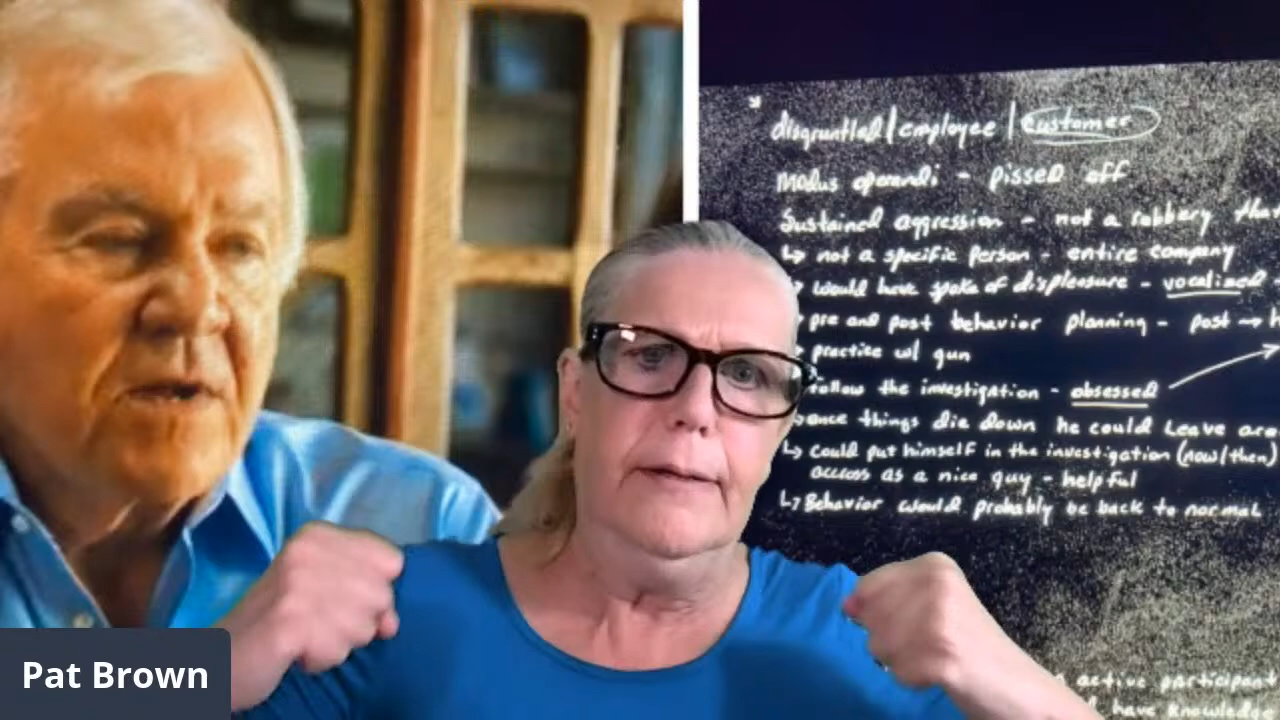 disgruntled/employee/customer
modus operandi - pissed off
Sustained aggression - not a robbery
↳ not a specific person - entire company
would have spoke of displeasure - vocalized
pre and post behavior planning - post →
practice w/ gun
follow the investigation - obsessed
once things die down he could leave
↳ could put himself in the investigation (now/then)
across as a nice guy - helpful
↳ Behavior would probably be back to normal
active participant
have knowledge
Pat Brown